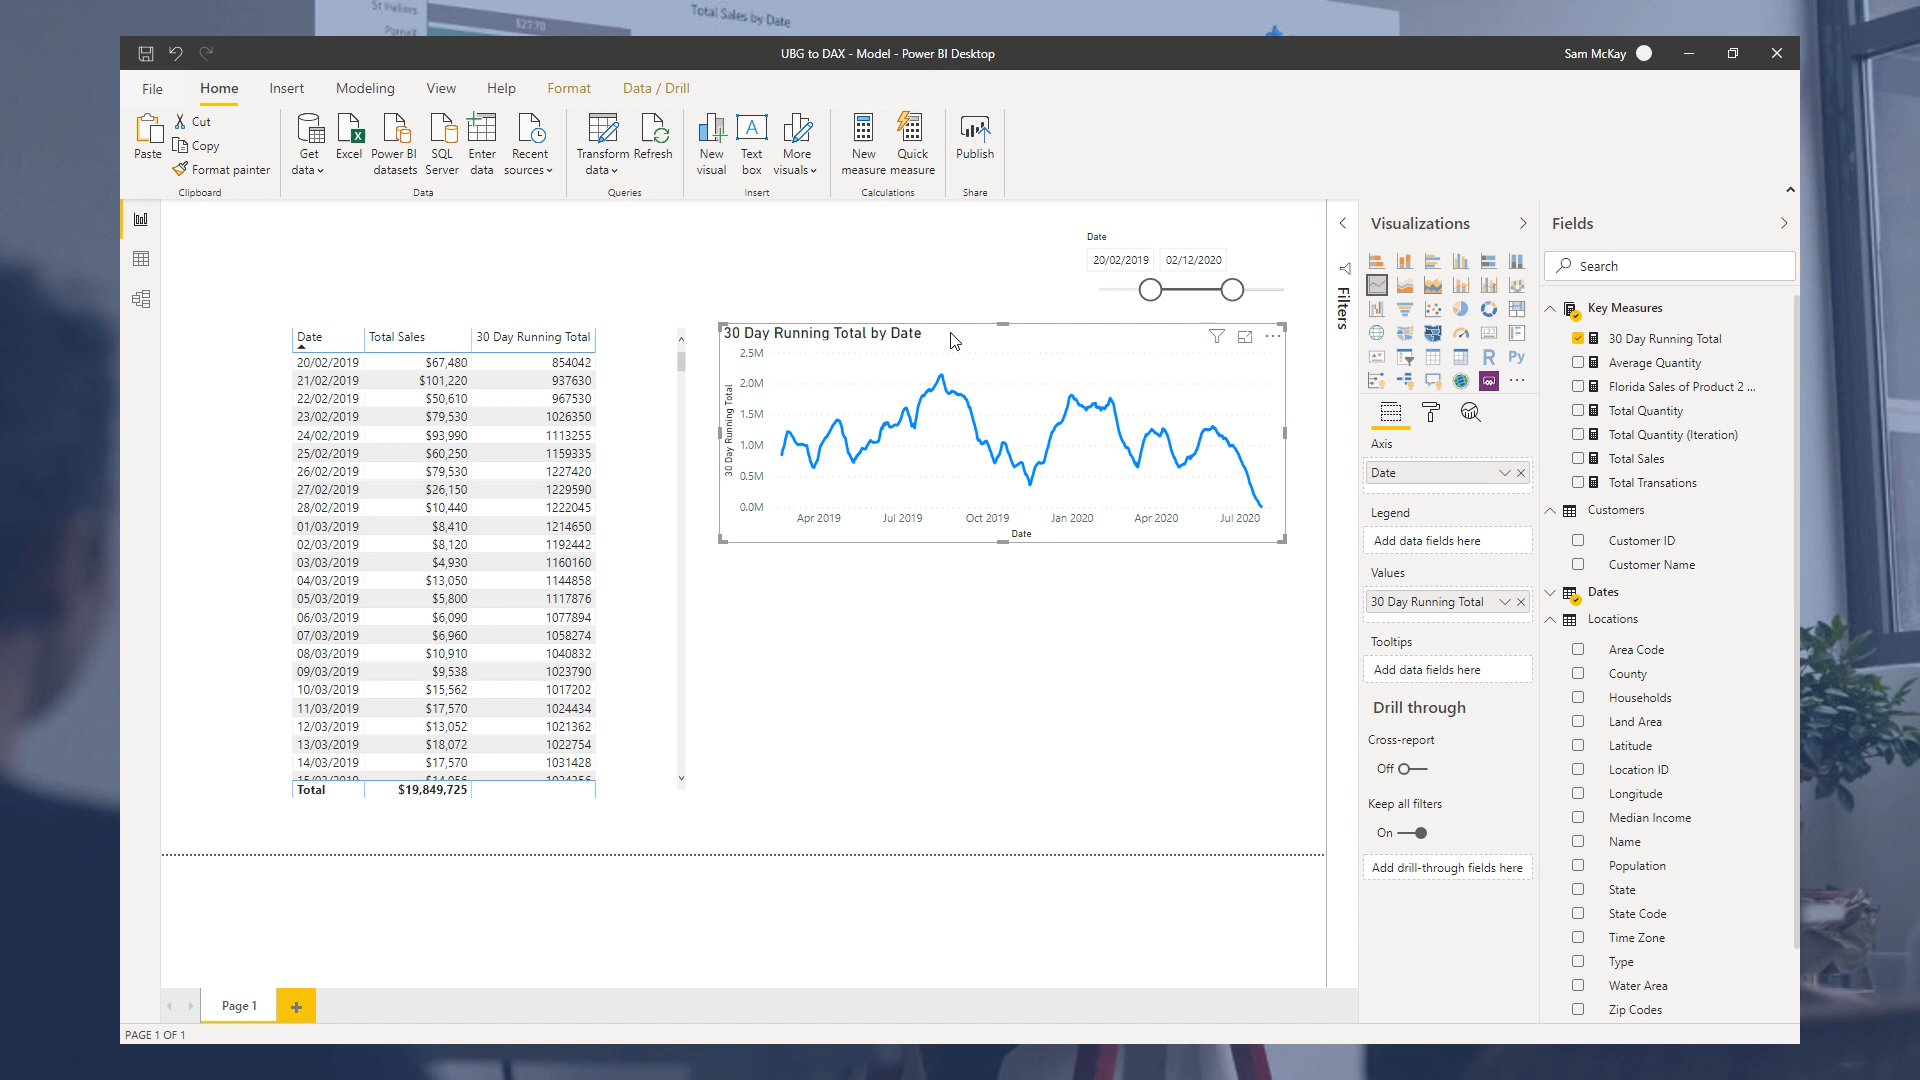 St Heliers
$27.70
Total Sales by Date
UBG to DAX - Model - Power BI Desktop
Sam McKay
File
Home
Insert
Modeling
View
Help
Format
Data / Drill
Paste
Cut
Copy
Format painter
Clipboard
Get data
Excel
Power BI datasets
SQL Server
Enter data
Recent sources
Data
Transform data
Refresh
Queries
New visual
Text box
More visuals
Insert
New measure
Quick measure
Calculations
Publish
Share
Date
20/02/2019 02/12/2020
Date Total Sales 30 Day Running Total
20/02/2019 $67,480 854042
21/02/2019 $101,220 937630
22/02/2019 $50,610 967530
23/02/2019 $79,530 1026350
24/02/2019 $93,990 1113255
25/02/2019 $60,250 1159335
26/02/2019 $79,530 1227420
27/02/2019 $26,150 1229590
28/02/2019 $10,440 1222045
01/03/2019 $8,410 1214650
02/03/2019 $8,120 1192442
03/03/2019 $4,930 1160160
04/03/2019 $13,050 1144858
05/03/2019 $5,800 1117876
06/03/2019 $6,090 1077894
07/03/2019 $6,960 1058274
08/03/2019 $10,910 1040832
09/03/2019 $9,538 1023790
10/03/2019 $15,562 1017202
11/03/2019 $17,570 1024434
12/03/2019 $13,052 1021362
13/03/2019 $18,072 1022754
14/03/2019 $17,570 1031428
Total $19,849,725
30 Day Running Total by Date
30 Day Running Total
2.5M
2.0M
1.5M
1.0M
0.5M
0.0M
Apr 2019 Jul 2019 Oct 2019 Jan 2020 Apr 2020 Jul 2020
Date
Filters
Visualizations
R
Py
Axis
Date
Legend
Add data fields here
Values
30 Day Running Total
Tooltips
Add data fields here
Drill through
Cross-report
Off
Keep all filters
On
Add drill-through fields here
Fields
Search
Key Measures
30 Day Running Total
Average Quantity
Florida Sales of Product 2 ...
Total Quantity
Total Quantity (Iteration)
Total Sales
Total Transations
Customers
Customer ID
Customer Name
Dates
Locations
Area Code
County
Households
Land Area
Latitude
Location ID
Longitude
Median Income
Name
Population
State
State Code
Time Zone
Type
Water Area
Zip Codes
Page 1
PAGE 1 OF 1